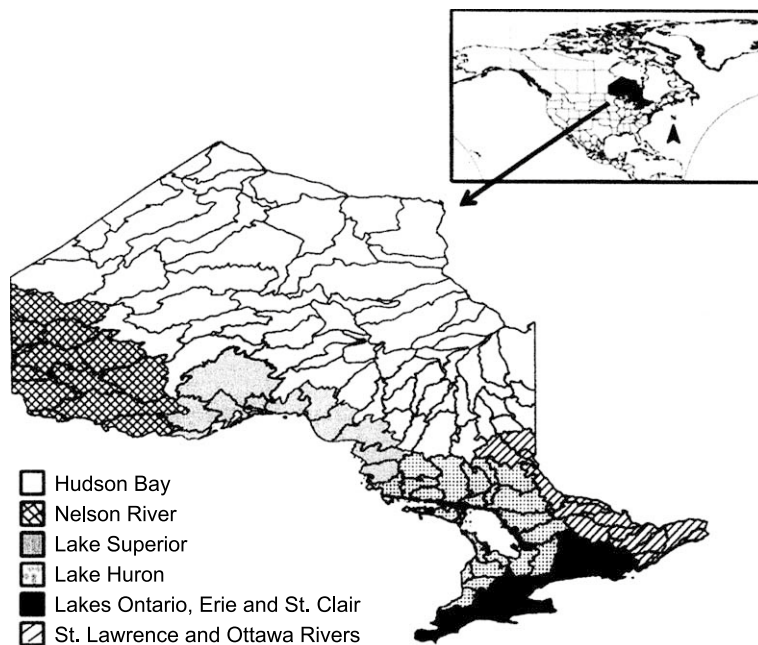 Hudson Bay
Nelson River
Lake Superior
Lake Huron
Lakes Ontario, Erie and St. Clair
St. Lawrence and Ottawa Rivers